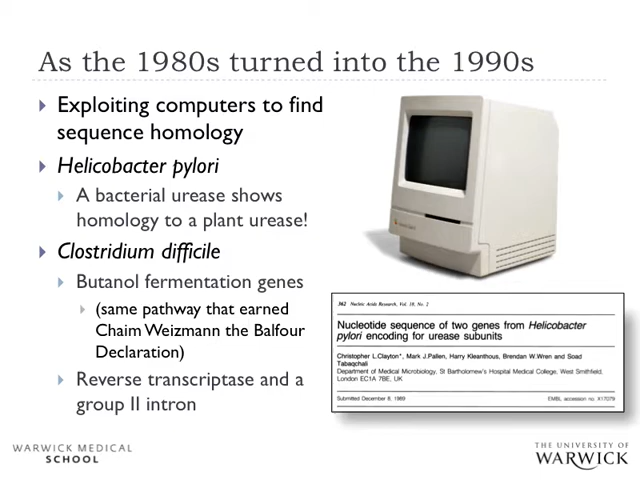 As the 1980s turned into the 1990s
Exploiting computers to find
sequence homology
Helicobacter pylori
A bacterial urease shows
homology to a plant urease!
Clostridium difficile
Butanol fermentation genes
(same pathway that earned
Chaim Weizmann the Balfour
Declaration)
Reverse transcriptase and a
group II intron
362 Nucleic Acids Research, Vol. 18, No. 2
Nucleotide sequence of two genes from Helicobacter
pylori encoding for urease subunits
Christopher L.Clayton*, Mark J.Pallen, Harry Kleanthous, Brendan W.Wren and Soad
Tabaqchali
Department of Medical Microbiology, St Bartholomew's Hospital Medical College, West Smithfield,
London EC1A 7BE, UK
Submitted December 8, 1989 EMBL accession no. X17079
WARWICK MEDICAL
SCHOOL
THE UNIVERSITY OF
WARWICK